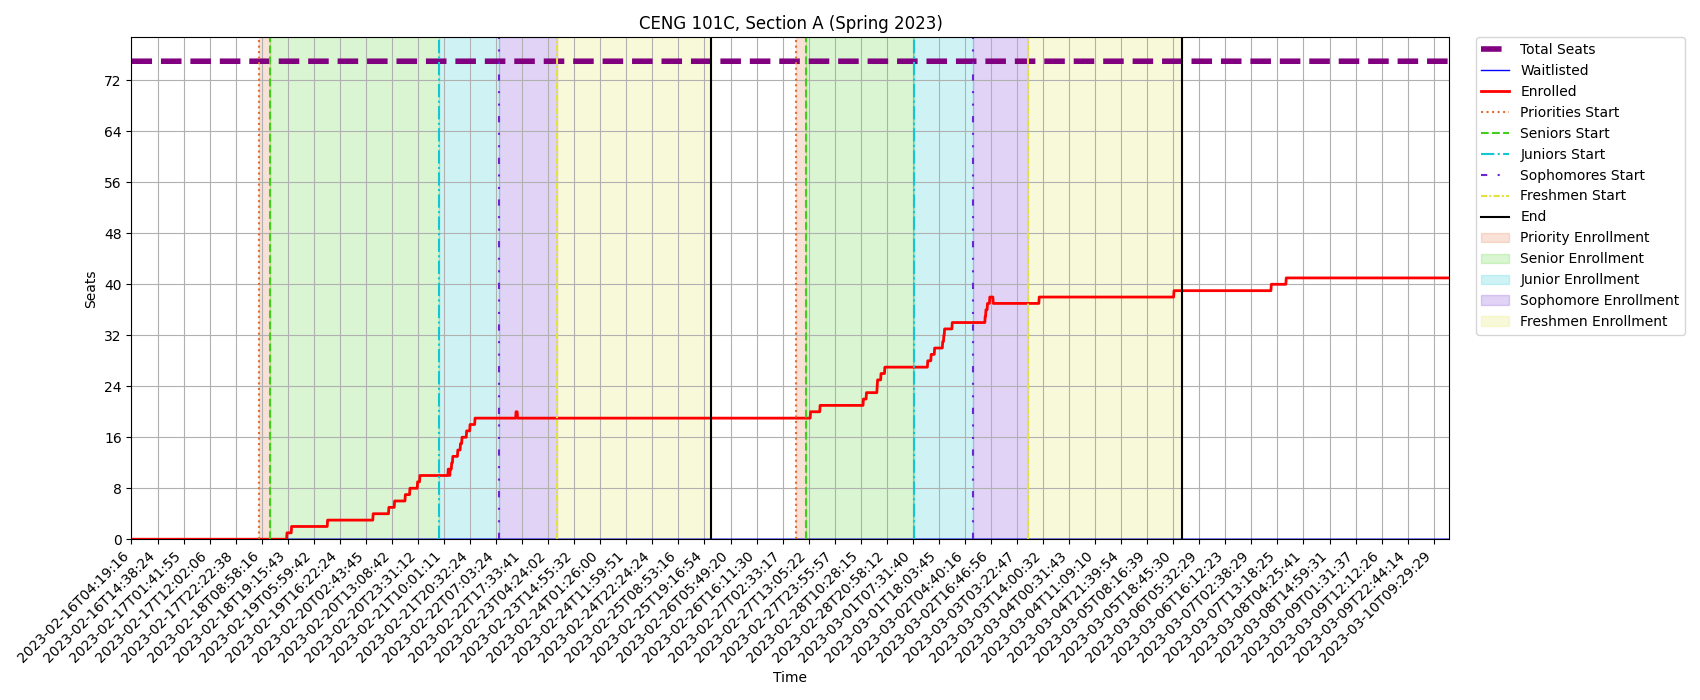 CENG 101C, Section A (Spring 2023)
Seats
72
64
56
48
40
32
24
16
8
0
2023-02-16T04:19:16
2023-02-16T14:38:24
2023-02-17T01:41:55
2023-02-17T12:02:06
2023-02-17T22:22:38
2023-02-18T08:58:16
2023-02-18T19:15:43
2023-02-19T05:59:42
2023-02-19T16:22:24
2023-02-20T02:43:45
2023-02-20T13:08:42
2023-02-20T23:31:12
2023-02-21T10:01:11
2023-02-21T20:32:24
2023-02-22T07:03:24
2023-02-22T17:33:41
2023-02-23T04:24:02
2023-02-23T14:55:32
2023-02-24T01:26:00
2023-02-24T11:59:51
2023-02-24T22:24:24
2023-02-25T08:53:16
2023-02-25T19:16:54
2023-02-26T05:49:20
2023-02-26T16:11:30
2023-02-27T02:33:17
2023-02-27T13:05:22
2023-02-27T23:55:57
2023-02-28T10:28:15
2023-02-28T20:58:12
2023-03-01T07:31:40
2023-03-01T18:03:45
2023-03-02T04:40:16
2023-03-02T16:46:56
2023-03-03T03:22:47
2023-03-03T14:00:32
2023-03-04T00:31:43
2023-03-04T11:09:10
2023-03-04T21:39:54
2023-03-05T08:16:39
2023-03-05T18:45:30
2023-03-06T05:32:29
2023-03-06T16:12:23
2023-03-07T02:38:29
2023-03-07T13:18:25
2023-03-08T04:25:41
2023-03-08T14:59:31
2023-03-09T01:31:37
2023-03-09T12:12:26
2023-03-09T22:44:14
2023-03-10T09:29:29
Time
Total Seats
Waitlisted
Enrolled
Priorities Start
Seniors Start
Juniors Start
Sophomores Start
Freshmen Start
End
Priority Enrollment
Senior Enrollment
Junior Enrollment
Sophomore Enrollment
Freshmen Enrollment